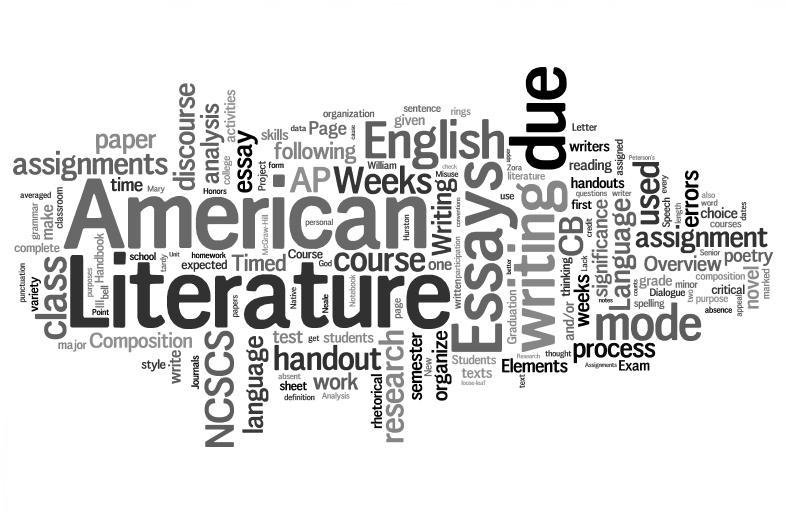 due
organization
sentence
rings
data
Page
cause
given
English
Letter
paper
discourse
analysis
activities
essay
skills
following
writers
assigned
assignments
college
Project
form
William
check
upper
Zora
literature
reading
Peterson's
time
Mary
Honors
AP
Weeks
Misuse
handouts
used
every
errors
averaged
American
personal
Writing
use
questions
writer
first
also
word
grammar
make
classroom
McGraw-Hill
Hurston
conventions
Essays
writing
CB
credit
significance
Language
Speech
length
choice
dates
courses
complete
Handbook
school
tardy
Unit
homework
expected
Timed
Course
God
course
one
participation
better
Lack
assignment
Senior
poetry
Overview
punctuation
variety
class
purposes
III
bell
Point
Literature
papers
Native
Neale
Notebook
page
written
Graduation
thinking
weeks
notes
counts
grade
minor
composition
novel
marked
Dialogue
two
purpose
critical
appeal
absence
spelling
major
Composition
test
get
students
and/or
mode
style
write
Journals
NCSCS
language
handout
research
semester
New
organize
Students
texts
loose-leaf
Research
thought
process
Elements
text
Assignments
Exam
absent
sheet
work
definition
Analysis
rhetorical